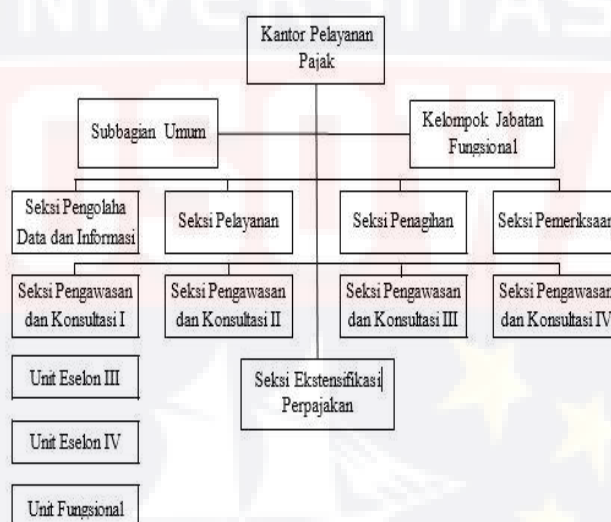 UNIVERSITAS
Kantor Pelayanan
Pajak
Subbagian Umum
Kelompok Jabatan
Fungsional
Seksi Pengolaha
Data dan Informasi
Seksi Pelayanan
Seksi Penagihan
Seksi Pemeriksaan
Seksi Pengawasan
dan Konsultasi I
Seksi Pengawasan
dan Konsultasi II
Seksi Pengawasan
dan Konsultasi III
Seksi Pengawasan
dan Konsultasi IV
Unit Eselon III
Seksi Ekstensifikasi
Perpajakan
Unit Eselon IV
Unit Fungsional